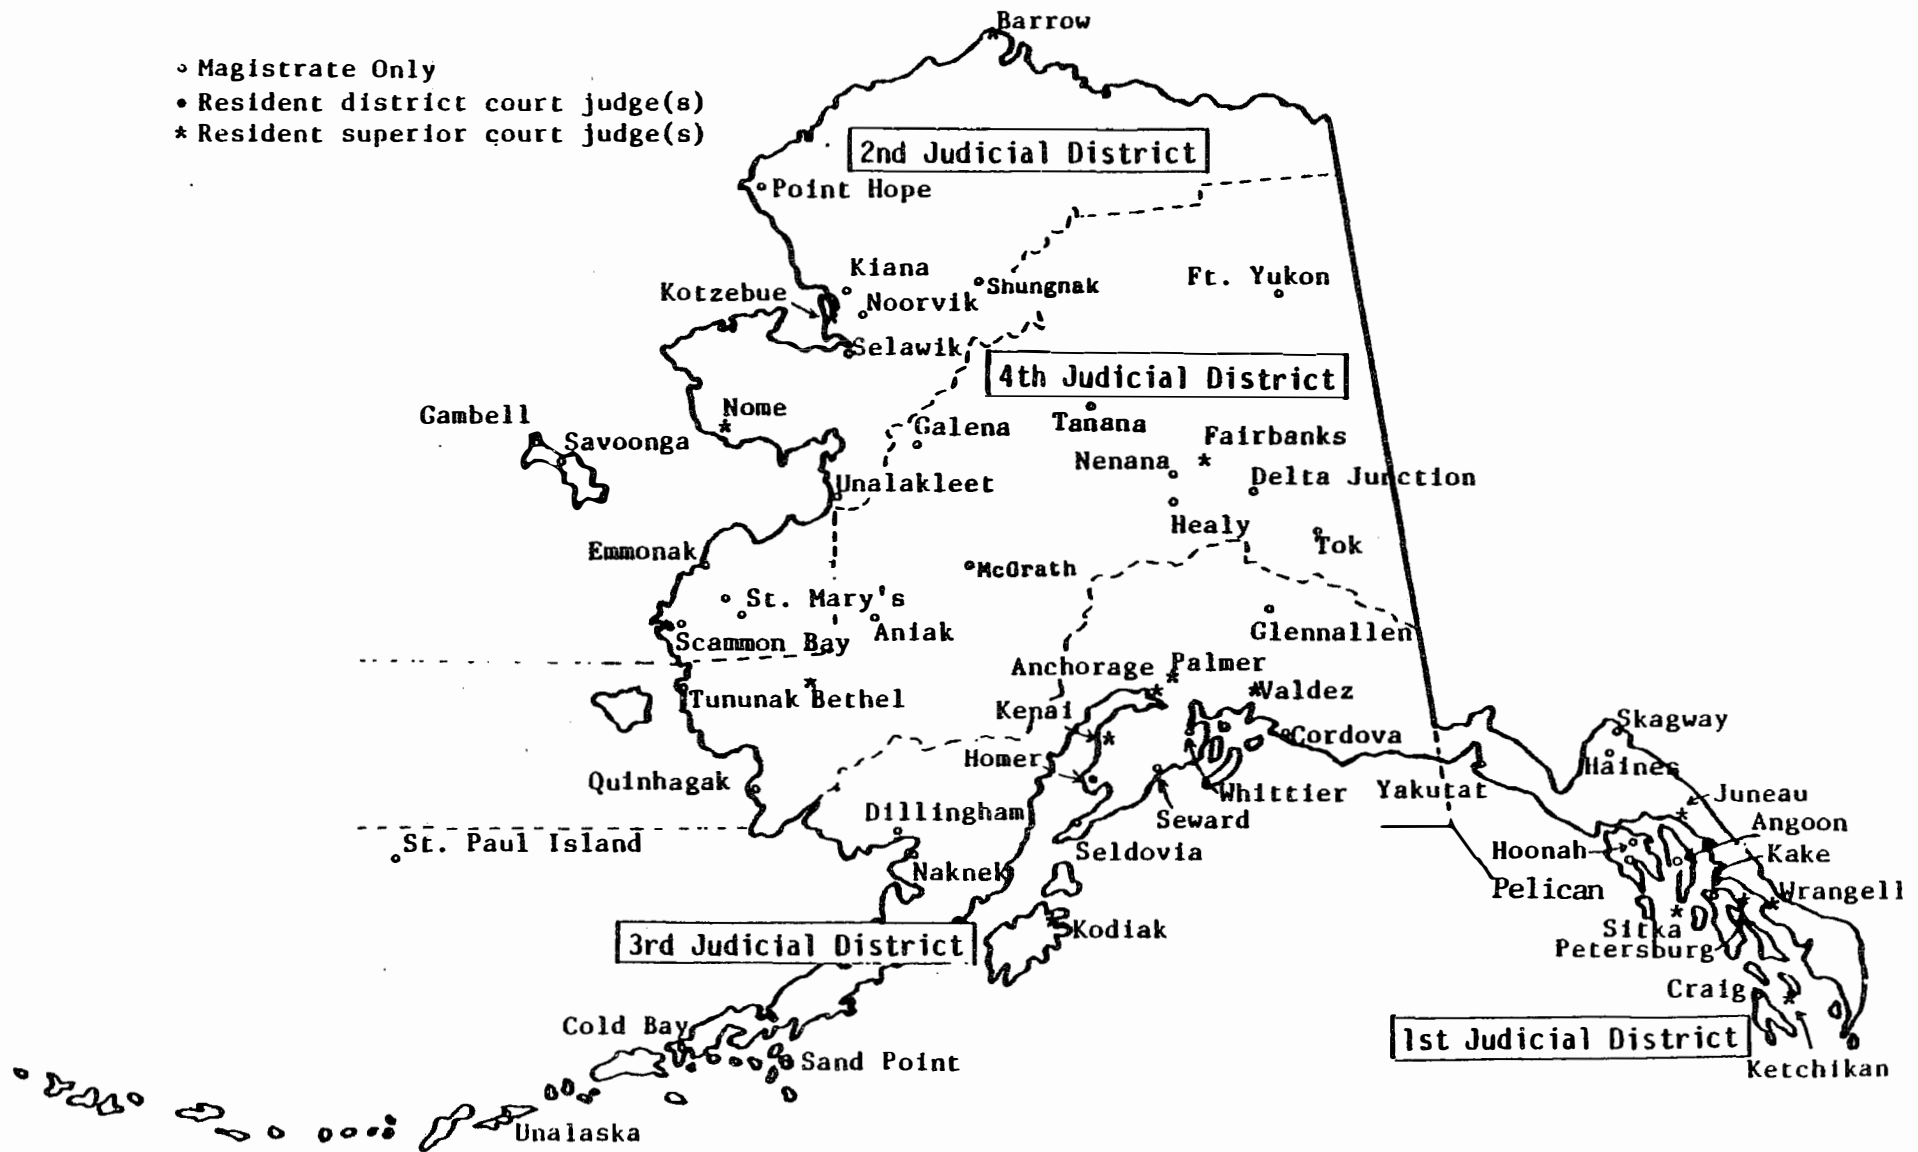 Barrow
° Magistrate Only
• Resident district court judge(s)
* Resident superior court judge(s)
2nd Judicial District
Point Hope
Kiana
Shungnak
Ft. Yukon
Kotzebue
Noorvik
Selawik
4th Judicial District
Nome
Gambell
Savoonga
Galena
Tanana
Fairbanks
Nenana
Delta Junction
Unalakleet
Healy
Emmonak
Tok
McGrath
St. Mary's
Aniak
Glennallen
Scammon Bay
Anchorage
Palmer
Tununak
Bethel
Valdez
Kenai
Skagway
Cordova
Homer
Haines
Quinhagak
Whittier
Yakutat
Juneau
Dillingham
Seward
Angoon
St. Paul Island
Seldovia
Hoonah
Kake
Naknek
Pelican
Wrangell
Kodiak
Sitka
3rd Judicial District
Petersburg
Craig
Cold Bay
1st Judicial District
Sand Point
Ketchikan
Unalaska